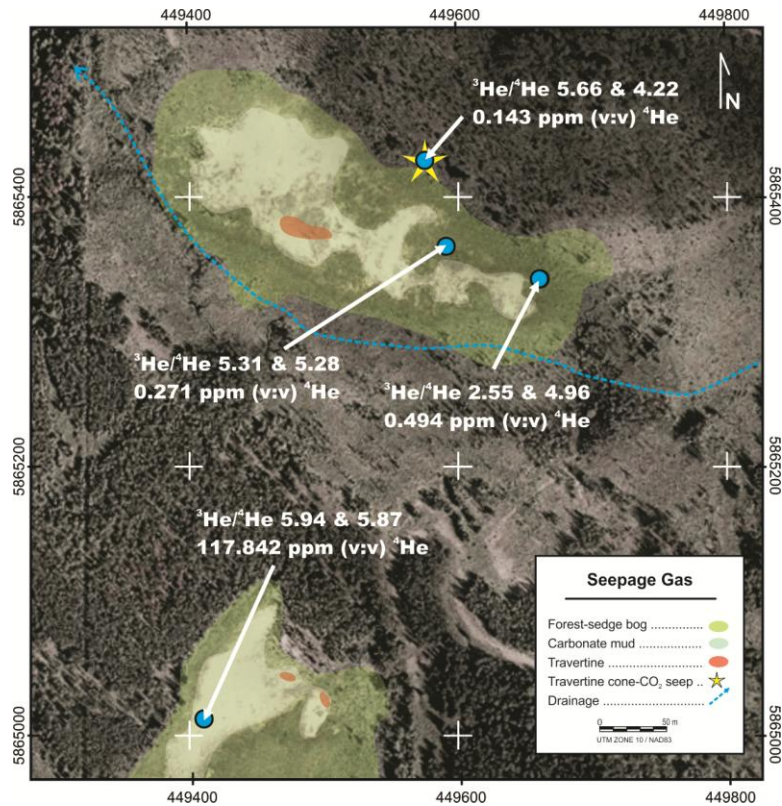 449400 449600 449800
³He/⁴He 5.66 & 4.22
0.143 ppm (v:v) ⁴He
N
5865400 5865400
³He/⁴He 5.31 & 5.28
0.271 ppm (v:v) ⁴He
³He/⁴He 2.55 & 4.96
0.494 ppm (v:v) ⁴He
5865200 5865200
³He/⁴He 5.94 & 5.87
117.842 ppm (v:v) ⁴He
Seepage Gas
Forest-sedge bog
Carbonate mud
Travertine
Travertine cone-CO₂ seep
Drainage
0 50 m
UTM ZONE 10 / NAD83
5865000 5865000
449400 449600 449800